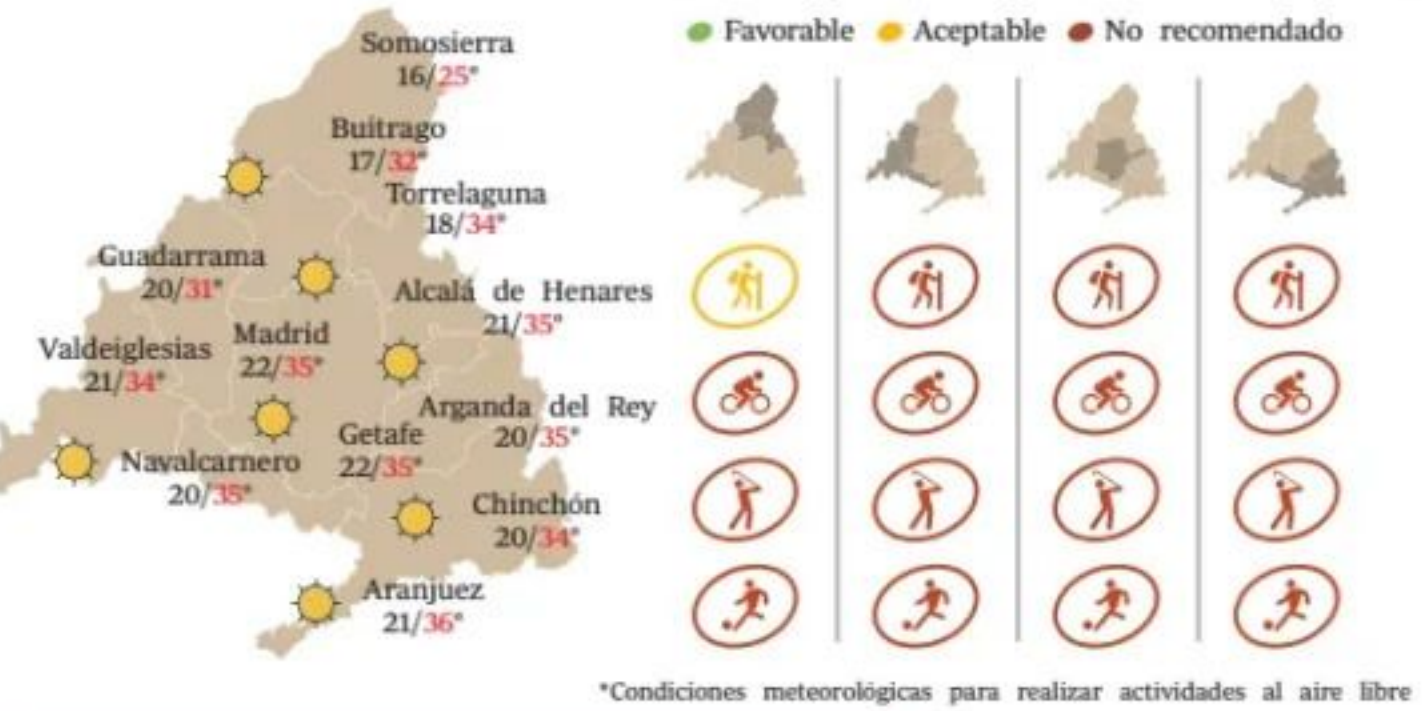 Somosierra
16/25°
Buitrago
17/32°
Torrelaguna
18/34°
Guadarrama
20/31°
Alcalá de Henares
21/35°
Madrid
22/35°
Valdeiglesias
21/34°
Arganda del Rey
20/35°
Getafe
22/35°
Navalcarnero
20/35°
Chinchón
20/34°
Aranjuez
21/36°
Favorable Aceptable No recomendado
*Condiciones meteorológicas para realizar actividades al aire libre